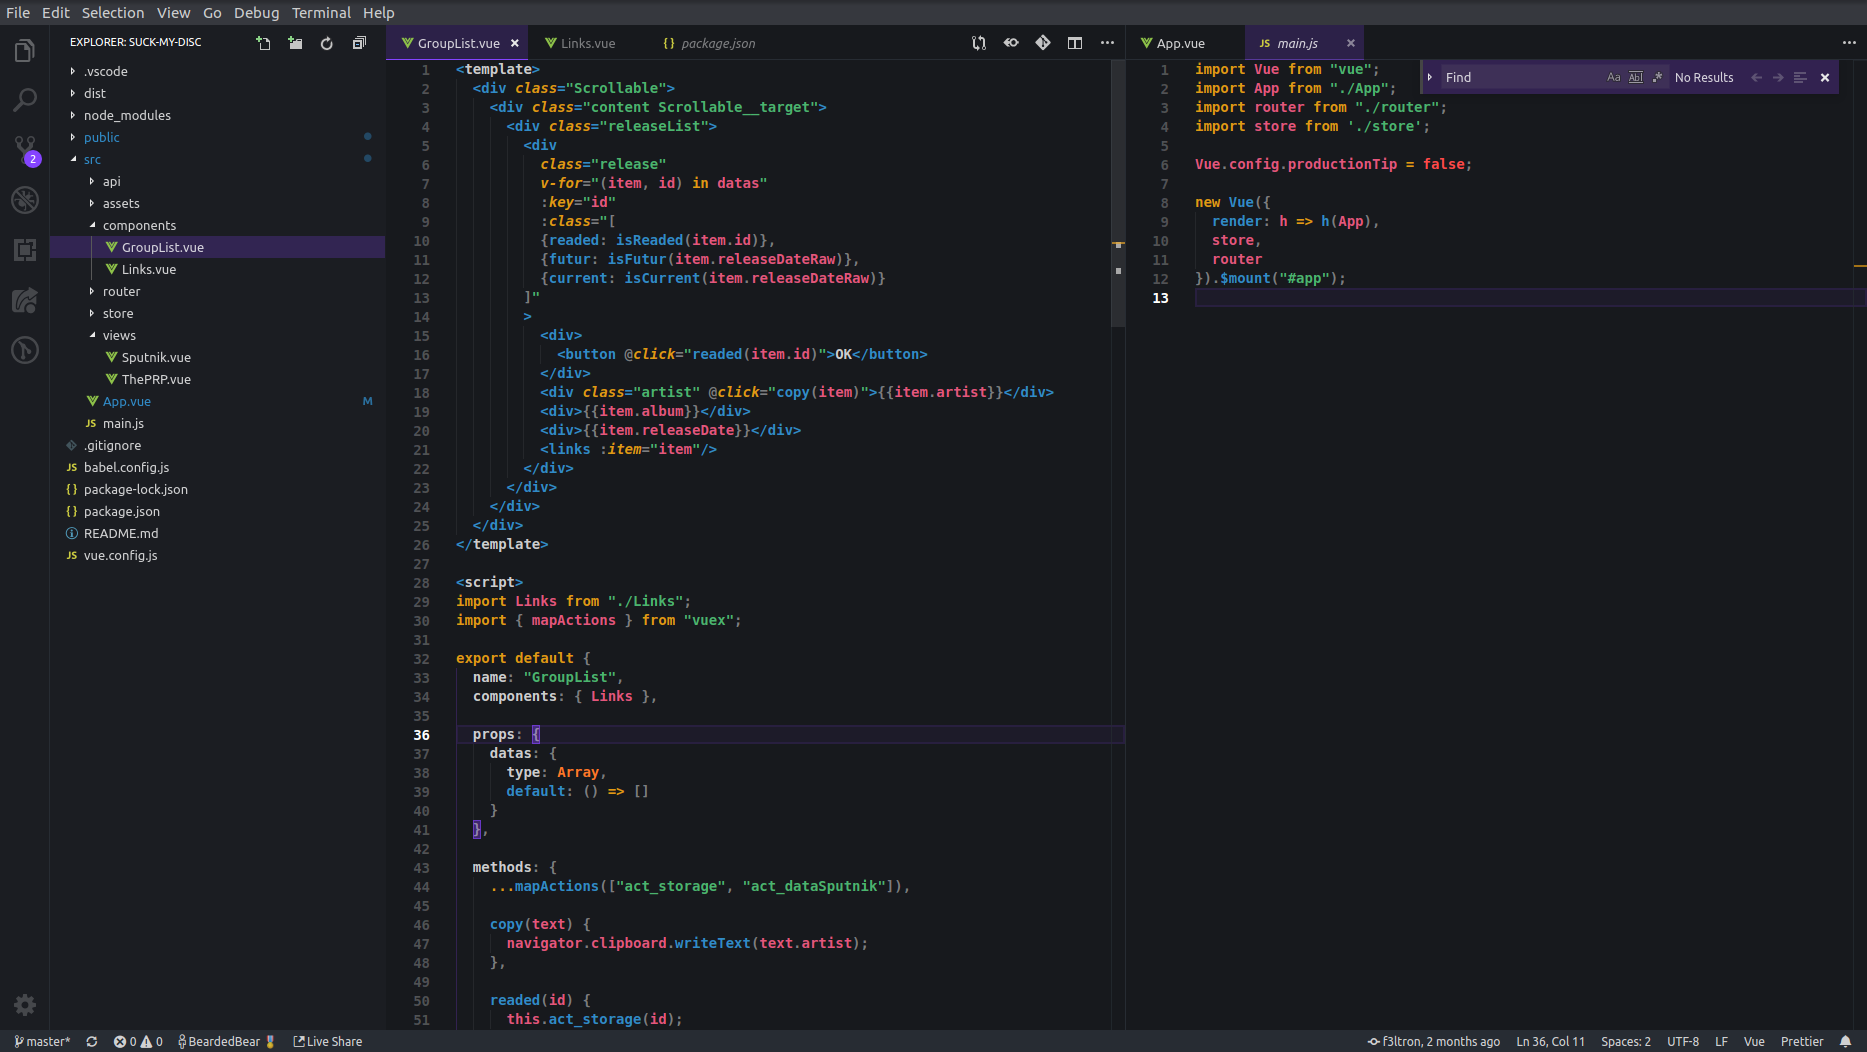 File Edit Selection View Go Debug Terminal Help
EXPLORER: SUCK-MY-DISC
.vscode
dist
node_modules
public
src
api
assets
components
GroupList.vue
Links.vue
router
store
views
Sputnik.vue
ThePRP.vue
App.vue M
JS main.js
.gitignore
JS babel.config.js
{} package-lock.json
{} package.json
README.md
JS vue.config.js
2
GroupList.vue × Links.vue {} package.json
1 <template>
2 <div class="Scrollable">
3 <div class="content Scrollable__target">
4 <div class="releaseList">
5 <div
6 class="release"
7 v-for="(item, id) in datas"
8 :key="id"
9 :class="[
10 {readed: isReaded(item.id)},
11 {futur: isFutur(item.releaseDateRaw)},
12 {current: isCurrent(item.releaseDateRaw)}
13 ]"
14 >
15 <div>
16 <button @click="readed(item.id)">OK</button>
17 </div>
18 <div class="artist" @click="copy(item)">{{item.artist}}</div>
19 <div>{{item.album}}</div>
20 <div>{{item.releaseDate}}</div>
21 <links :item="item"/>
22 </div>
23 </div>
24 </div>
25 </div>
26 </template>
27
28 <script>
29 import Links from "./Links";
30 import { mapActions } from "vuex";
31
32 export default {
33 name: "GroupList",
34 components: { Links },
35
36 props: {
37 datas: {
38 type: Array,
39 default: () => []
40 }
41 },
42
43 methods: {
44 ...mapActions(["act_storage", "act_dataSputnik"]),
45
46 copy(text) {
47 navigator.clipboard.writeText(text.artist);
48 },
49
50 readed(id) {
51 this.act_storage(id);
App.vue JS main.js ×
Find Aa Abl .* No Results
1 import Vue from "vue";
2 import App from "./App";
3 import router from "./router";
4 import store from './store';
5
6 Vue.config.productionTip = false;
7
8 new Vue({
9 render: h => h(App),
10 store,
11 router
12 }).$mount("#app");
13
master* 0 0 BeardedBear Live Share f3ltron, 2 months ago Ln 36, Col 11 Spaces: 2 UTF-8 LF Vue Prettier